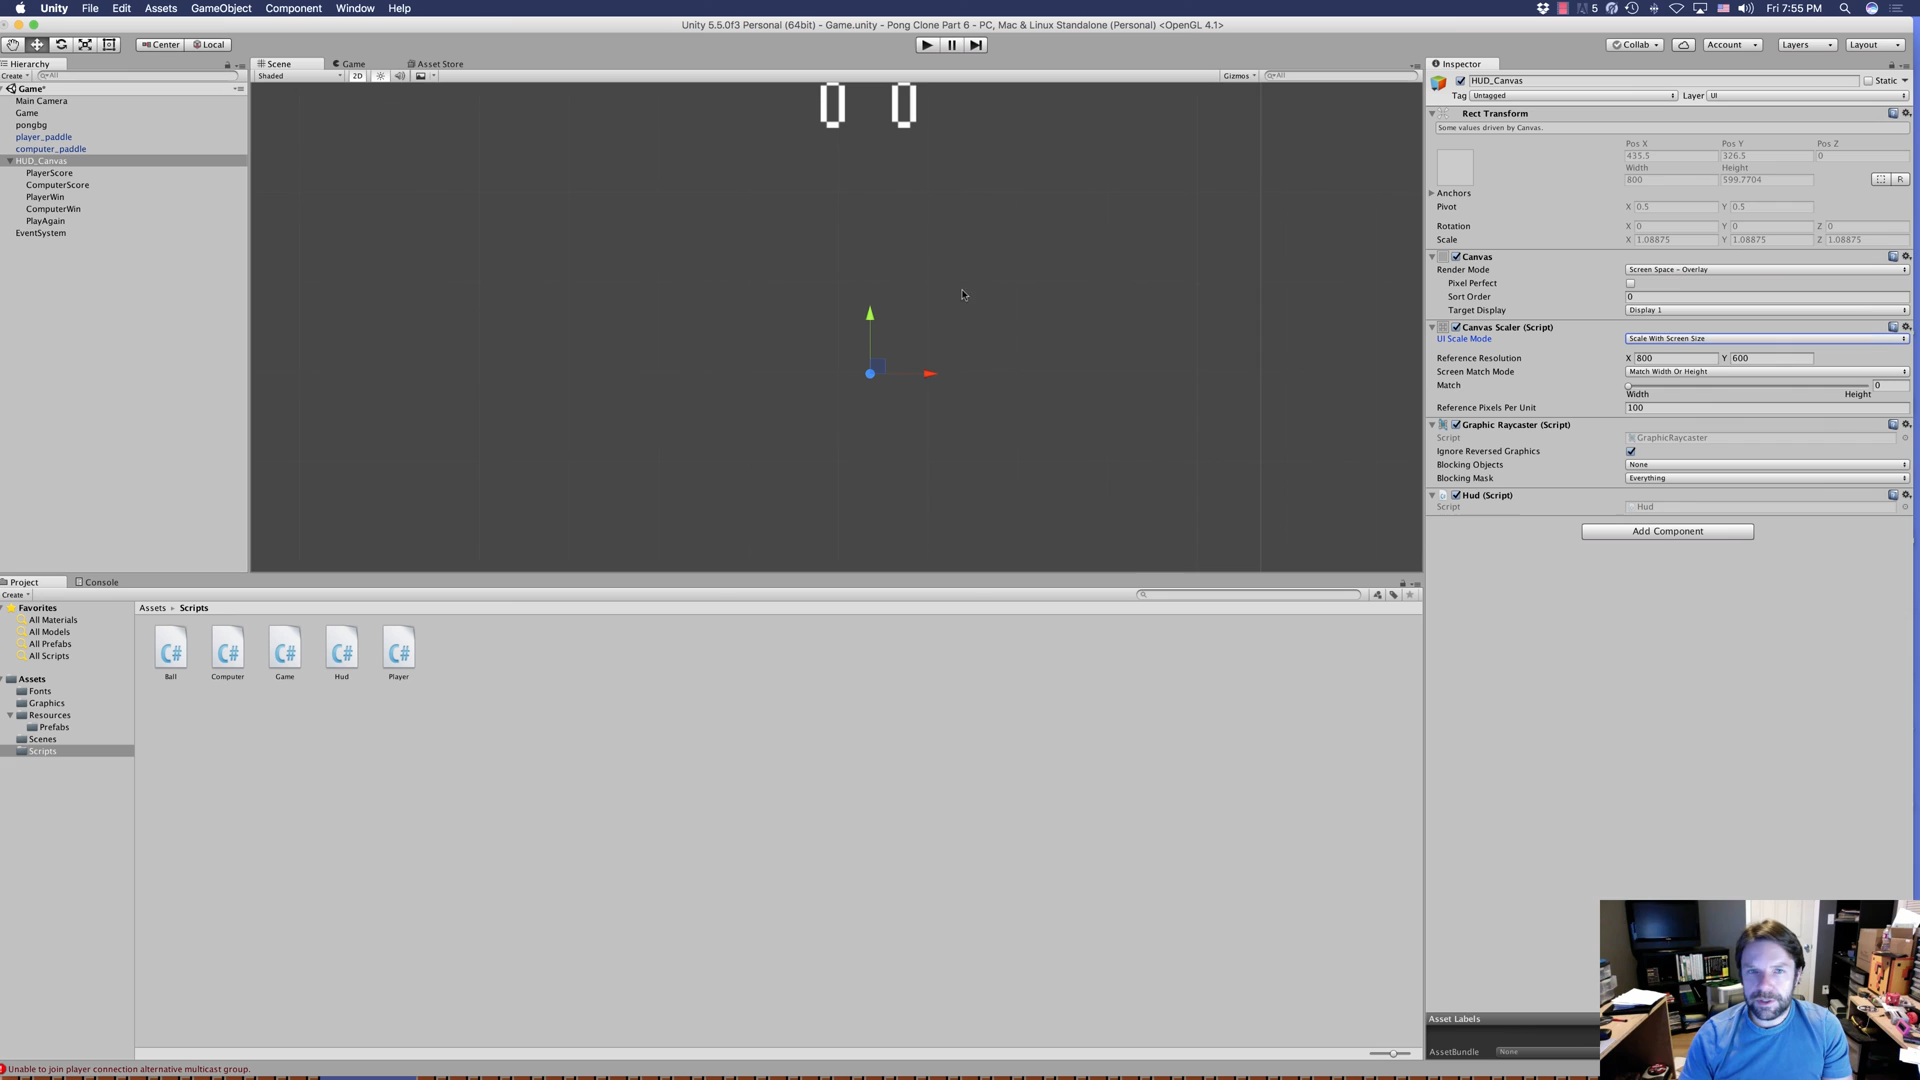 Unity File Edit Assets GameObject Component Window Help
5 Fri 7:55 PM
Unity 5.5.0f3 Personal (64bit) - Game.unity - Pong Clone Part 6 - PC, Mac & Linux Standalone (Personal) <OpenGL 4.1>
Center Local
Collab Account Layers Layout
Hierarchy
Create All
Game*
Main Camera
Game
pongbg
player_paddle
computer_paddle
HUD_Canvas
PlayerScore
ComputerScore
PlayerWin
ComputerWin
PlayAgain
EventSystem
Scene Game Asset Store
Shaded 2D Gizmos All
0 0
Inspector
HUD_Canvas Static
Tag Untagged Layer UI
Rect Transform
Some values driven by Canvas.
Pos X Pos Y Pos Z
435.5 326.5 0
Width Height
800 599.7704 R
Anchors
Pivot X 0.5 Y 0.5
Rotation X 0 Y 0 Z 0
Scale X 1.08875 Y 1.08875 Z 1.08875
Canvas
Render Mode Screen Space - Overlay
Pixel Perfect
Sort Order 0
Target Display Display 1
Canvas Scaler (Script)
UI Scale Mode Scale With Screen Size
Reference Resolution X 800 Y 600
Screen Match Mode Match Width Or Height
Match 0
Width Height
Reference Pixels Per Unit 100
Graphic Raycaster (Script)
Script GraphicRaycaster
Ignore Reversed Graphics
Blocking Objects None
Blocking Mask Everything
Hud (Script)
Script Hud
Add Component
Project Console
Create
Favorites
All Materials
All Models
All Prefabs
All Scripts
Assets
Fonts
Graphics
Resources
Prefabs
Scenes
Scripts
Assets Scripts
C# C# C# C# C#
Ball Computer Game Hud Player
Asset Labels
AssetBundle None
Unable to join player connection alternative multicast group.